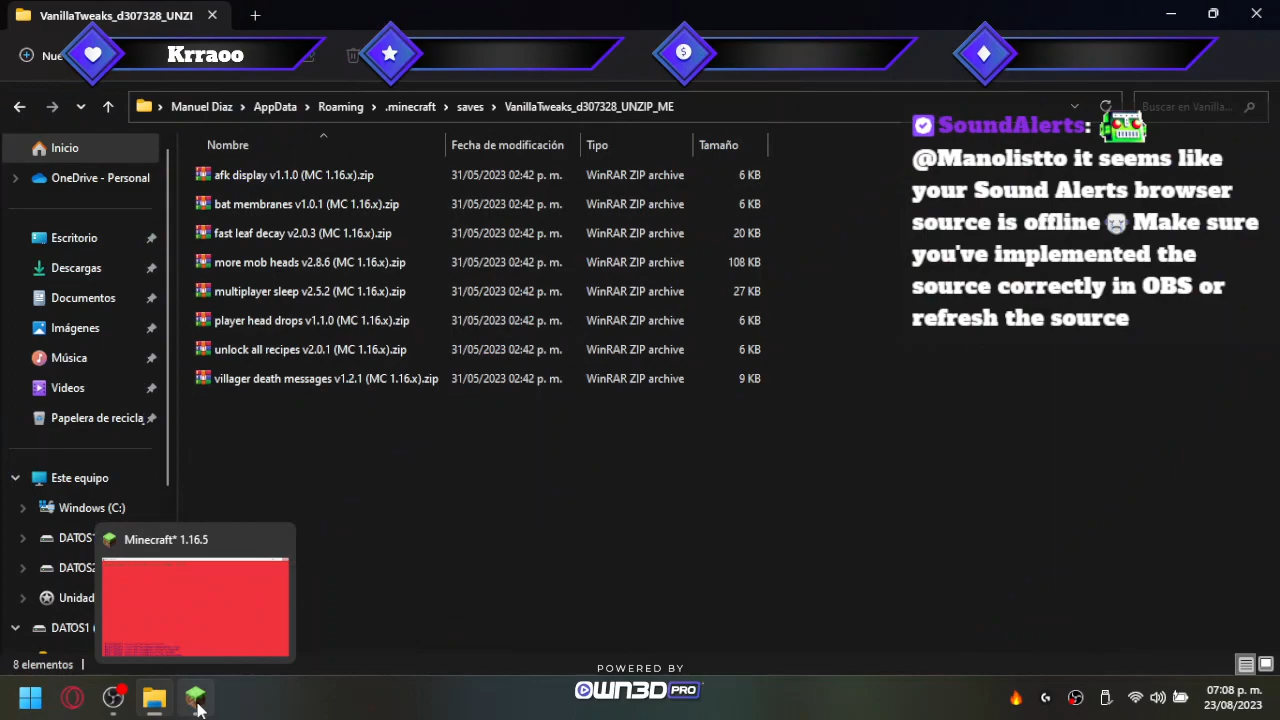 VanillaTweaks_d307328_UNZI
Nue
Krraoo
Manuel Diaz > AppData > Roaming > .minecraft > saves > VanillaTweaks_d307328_UNZIP_ME
Buscar en Vanilla...
SoundAlerts:
@Manolistto it seems like
your Sound Alerts browser
source is offline Make sure
you've implemented the
source correctly in OBS or
refresh the source
Inicio
OneDrive - Personal
Escritorio
Descargas
Documentos
Imágenes
Música
Videos
Papelera de recicla
Este equipo
Windows (C:)
DATOS
DATOS2
Unidad
DATOS1 (
Nombre Fecha de modificación Tipo Tamaño
afk display v1.1.0 (MC 1.16.x).zip 31/05/2023 02:42 p. m. WinRAR ZIP archive 6 KB
bat membranes v1.0.1 (MC 1.16.x).zip 31/05/2023 02:42 p. m. WinRAR ZIP archive 6 KB
fast leaf decay v2.0.3 (MC 1.16.x).zip 31/05/2023 02:42 p. m. WinRAR ZIP archive 20 KB
more mob heads v2.8.6 (MC 1.16.x).zip 31/05/2023 02:42 p. m. WinRAR ZIP archive 108 KB
multiplayer sleep v2.5.2 (MC 1.16.x).zip 31/05/2023 02:42 p. m. WinRAR ZIP archive 27 KB
player head drops v1.1.0 (MC 1.16.x).zip 31/05/2023 02:42 p. m. WinRAR ZIP archive 6 KB
unlock all recipes v2.0.1 (MC 1.16.x).zip 31/05/2023 02:42 p. m. WinRAR ZIP archive 6 KB
villager death messages v1.2.1 (MC 1.16.x).zip 31/05/2023 02:42 p. m. WinRAR ZIP archive 9 KB
Minecraft* 1.16.5
8 elementos
POWERED BY
OWN3D PRO
07:08 p. m.
23/08/2023